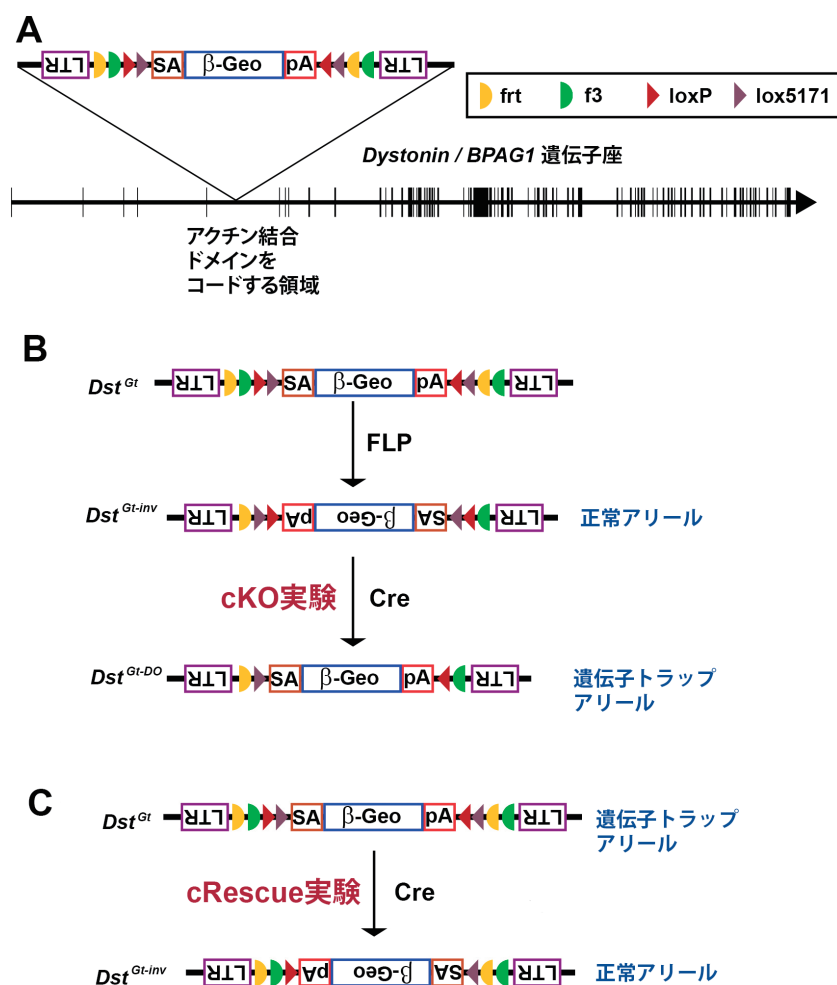 A
LTR SA β-Geo pA LTR
frt f3 loxP lox5171
Dystonin / BPAG1 遺伝子座
アクチン結合
ドメインを
コードする領域
B
Dst Gt LTR SA β-Geo pA LTR
FLP
Dst Gt-inv LTR pA β-Geo SA LTR 正常アリール
cKO実験 Cre
Dst Gt-DO LTR SA β-Geo pA LTR 遺伝子トラップ
アリール
C
Dst Gt LTR SA β-Geo pA LTR 遺伝子トラップ
アリール
cRescue実験 Cre
Dst Gt-inv LTR pA β-Geo SA LTR 正常アリール